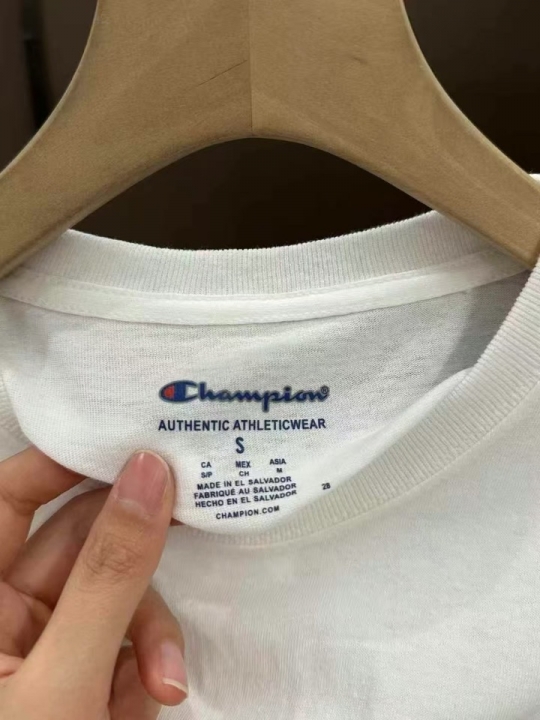 Champion®
AUTHENTIC ATHLETICWEAR
S
CA MEX ASIA
S/P CH M
MADE IN EL SALVADOR
FABRIQUÉ AU SALVADOR 28
HECHO EN EL SALVADOR
CHAMPION.COM